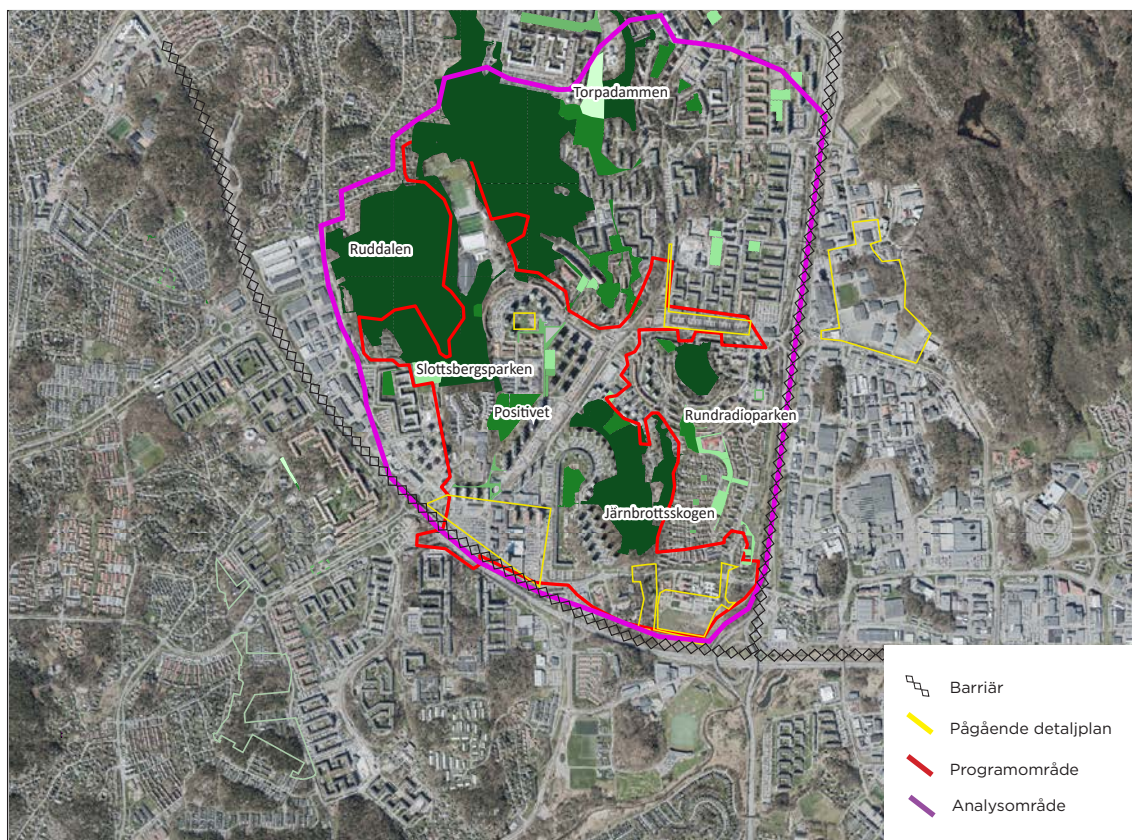 Torpadammen
Ruddalen
Slottsbergsparken
Positivet
Rundradioparken
Järnbrottsskogen
Barriär
Pågående detaljplan
Programområde
Analysområde